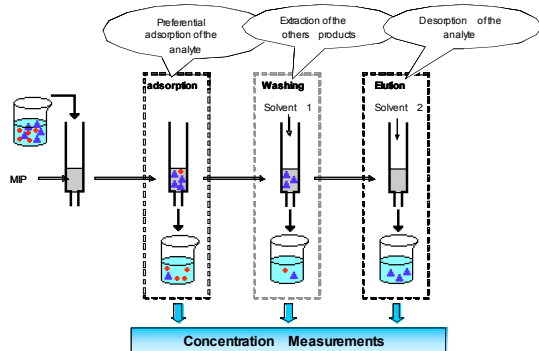 Preferential
adsorption of the
analyte
Extraction of the
others products
Desorption of the
analyte
adsorption
Washing
Elution
Solvent 1
Solvent 2
MIP
Concentration Measurements